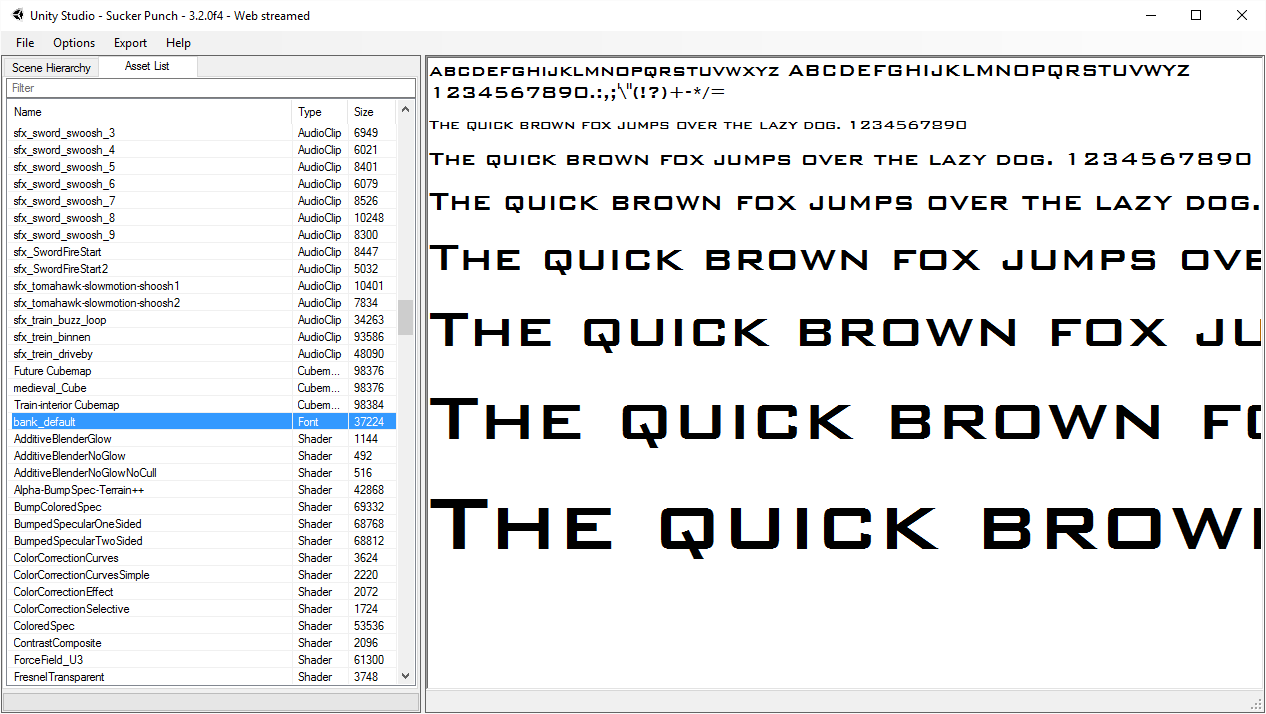 Unity Studio - Sucker Punch - 3.2.0f4 - Web streamed
File Options Export Help
Scene Hierarchy Asset List
Filter
Name Type Size
sfx_sword_swoosh_3 AudioClip 6949
sfx_sword_swoosh_4 AudioClip 6021
sfx_sword_swoosh_5 AudioClip 8401
sfx_sword_swoosh_6 AudioClip 6079
sfx_sword_swoosh_7 AudioClip 8526
sfx_sword_swoosh_8 AudioClip 10248
sfx_sword_swoosh_9 AudioClip 8300
sfx_SwordFireStart AudioClip 8447
sfx_SwordFireStart2 AudioClip 5032
sfx_tomahawk-slowmotion-shoosh1 AudioClip 10401
sfx_tomahawk-slowmotion-shoosh2 AudioClip 7834
sfx_train_buzz_loop AudioClip 34263
sfx_trein_binnen AudioClip 93586
sfx_trein_driveby AudioClip 48090
Future Cubemap Cubem... 98376
medieval_Cube Cubem... 98376
Train-interior Cubemap Cubem... 98384
bank_default Font 37224
AdditiveBlenderGlow Shader 1144
AdditiveBlenderNoGlow Shader 492
AdditiveBlenderNoGlowNoCull Shader 516
Alpha-BumpSpec-Terrain++ Shader 42868
BumpColoredSpec Shader 69332
BumpedSpecularOneSided Shader 68768
BumpedSpecularTwoSided Shader 68812
ColorCorrectionCurves Shader 3624
ColorCorrectionCurvesSimple Shader 2220
ColorCorrectionEffect Shader 2072
ColorCorrectionSelective Shader 1724
ColoredSpec Shader 53536
ContrastComposite Shader 2096
ForceField_U3 Shader 61300
FresnelTransparent Shader 3748
abcdefghijklmnopqrstuvwxyz ABCDEFGHIJKLMNOPQRSTUVWYZ
1234567890.:,;'\"(!?)+-*/=
The quick brown fox jumps over the lazy dog. 1234567890
The quick brown fox jumps over the lazy dog. 1234567890
The quick brown fox jumps over the lazy dog.
The quick brown fox jumps ove
The quick brown fox ju
The quick brown fo
The quick brow